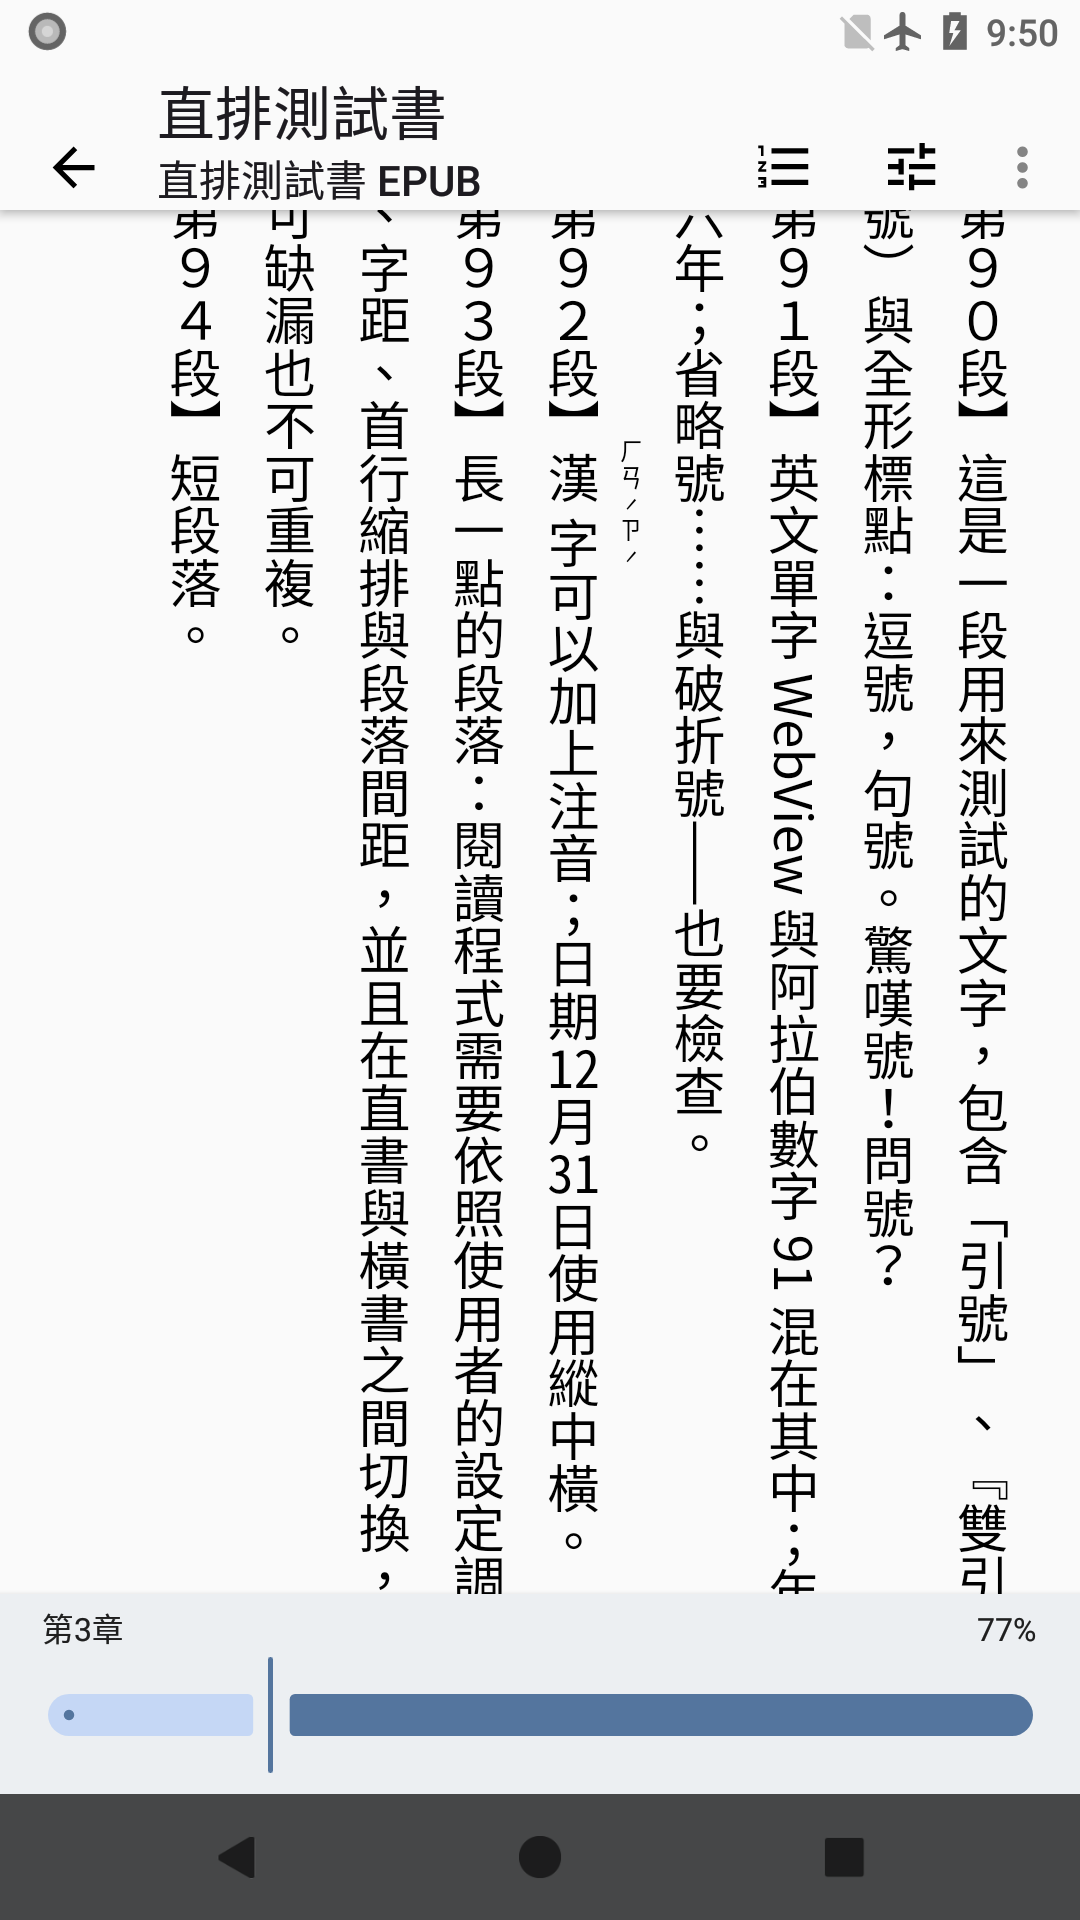 9:50
直排測試書
直排測試書 EPUB
第９０段】這是一段用來測試的文字，包含「引號」、『雙引
號）與全形標點：逗號，句號。驚嘆號！問號？
第９１段】英文單字 WebView 與阿拉伯數字 91 混在其中；年
六年；省略號……與破折號——也要檢查。
ㄏㄢˊㄗˋ
第９２段】漢字可以加上注音；日期12月31日使用縱中橫。
第９３段】長一點的段落：閱讀程式需要依照使用者的設定調
、字距、首行縮排與段落間距，並且在直書與橫書之間切換，
可缺漏也不可重複。
第９４段】短段落。
第3章
77%